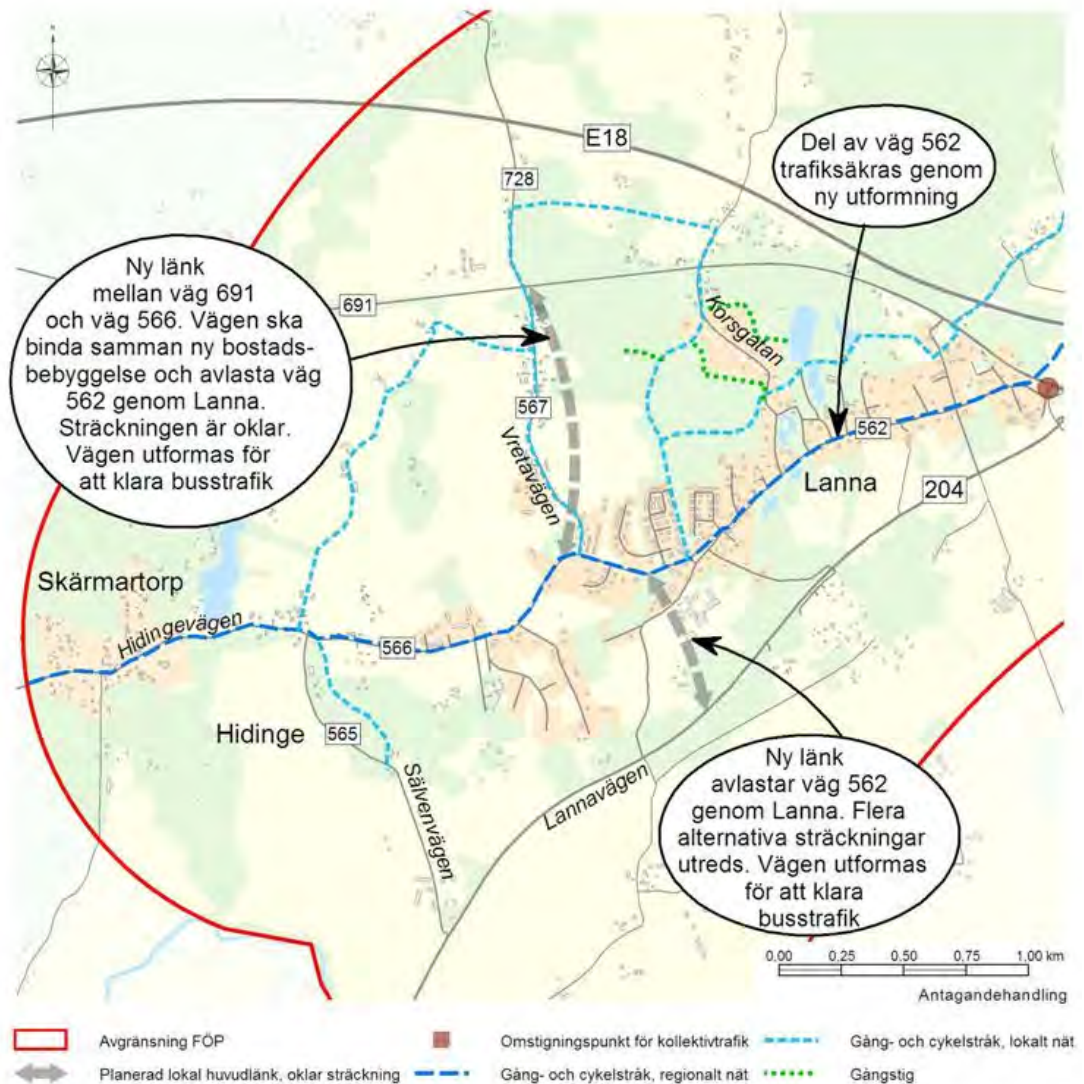 E18
728
Del av väg 562
trafiksäkras genom
ny utformning
Ny länk
mellan väg 691
och väg 566. Vägen ska
binda samman ny bostads-
bebyggelse och avlasta väg
562 genom Lanna.
Sträckningen är oklar.
Vägen utformas för
att klara busstrafik
691
Korsgatan
567
Vretavägen
562
Lanna
204
Skärmartorp
Hidingevägen
566
Hidinge
565
Sälvenvägen
Lannavägen
Ny länk
avlastar väg 562
genom Lanna. Flera
alternativa sträckningar
utreds. Vägen utformas
för att klara
busstrafik
0,00 0,25 0,50 0,75 1,00 km
Antagandehandling
Avgränsning FÖP
Omstigningspunkt för kollektivtrafik
Gång- och cykelstråk, lokalt nät
Planerad lokal huvudlänk, oklar sträckning
Gång- och cykelstråk, regionalt nät
Gångstig